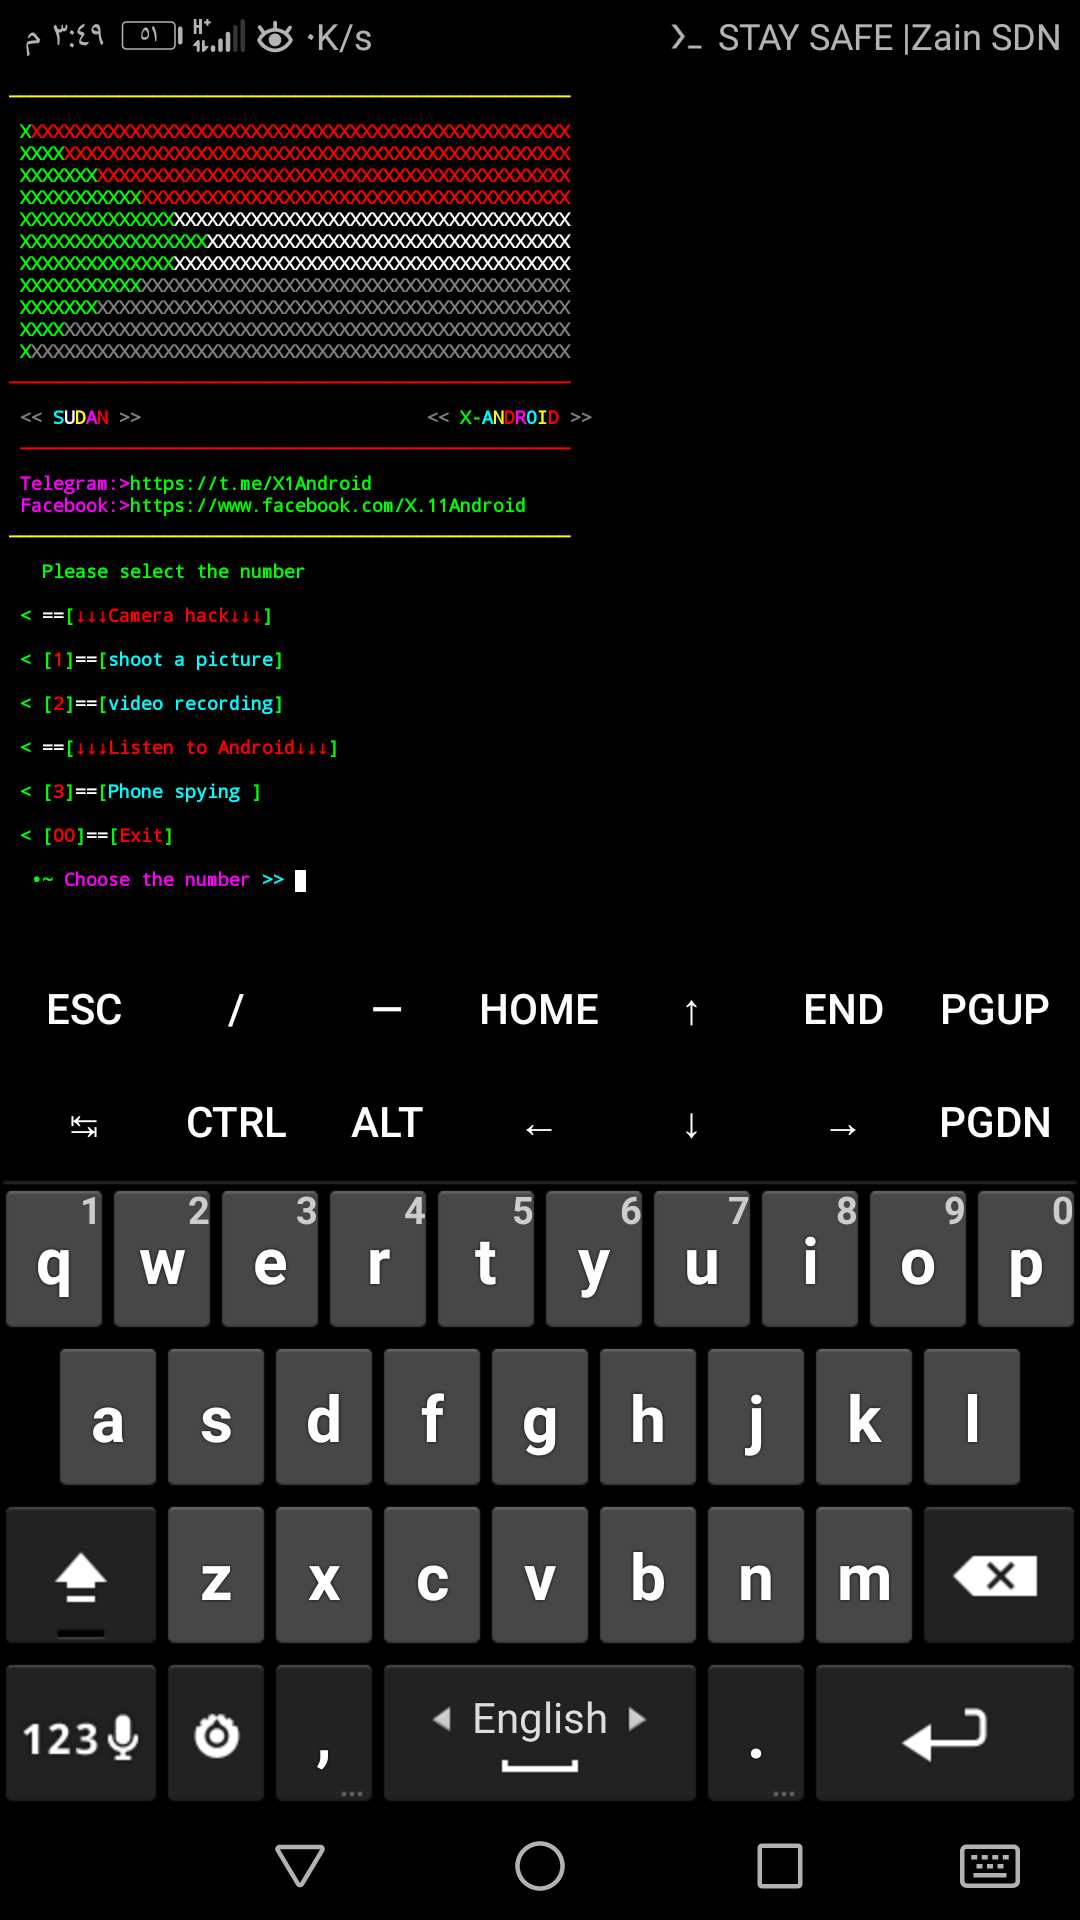 ٣:٤٩ م ٥١ H+ ٠K/s STAY SAFE |Zain SDN
XXXXXXXXXXXXXXXXXXXXXXXXXXXXXXXXXXXXXXXXXXXXXXXXXX
XXXXXXXXXXXXXXXXXXXXXXXXXXXXXXXXXXXXXXXXXXXXXXXXXX
XXXXXXXXXXXXXXXXXXXXXXXXXXXXXXXXXXXXXXXXXXXXXXXXXX
XXXXXXXXXXXXXXXXXXXXXXXXXXXXXXXXXXXXXXXXXXXXXXXXXX
XXXXXXXXXXXXXXXXXXXXXXXXXXXXXXXXXXXXXXXXXXXXXXXXXX
XXXXXXXXXXXXXXXXXXXXXXXXXXXXXXXXXXXXXXXXXXXXXXXXXX
XXXXXXXXXXXXXXXXXXXXXXXXXXXXXXXXXXXXXXXXXXXXXXXXXX
XXXXXXXXXXXXXXXXXXXXXXXXXXXXXXXXXXXXXXXXXXXXXXXXXX
XXXXXXXXXXXXXXXXXXXXXXXXXXXXXXXXXXXXXXXXXXXXXXXXXX
XXXXXXXXXXXXXXXXXXXXXXXXXXXXXXXXXXXXXXXXXXXXXXXXXX
XXXXXXXXXXXXXXXXXXXXXXXXXXXXXXXXXXXXXXXXXXXXXXXXXX
<< SUDAN >> << X-ANDROID >>
Telegram:>https://t.me/X1Android
Facebook:>https://www.facebook.com/X.11Android
Please select the number
< ==[↓↓↓Camera hack↓↓↓]
< [1]==[shoot a picture]
< [2]==[video recording]
< ==[↓↓↓Listen to Android↓↓↓]
< [3]==[Phone spying ]
< [00]==[Exit]
•~ Choose the number >>
ESC / — HOME ↑ END PGUP
↹ CTRL ALT ← ↓ → PGDN
1 2 3 4 5 6 7 8 9 0
q w e r t y u i o p
a s d f g h j k l
z x c v b n m
123 , English .